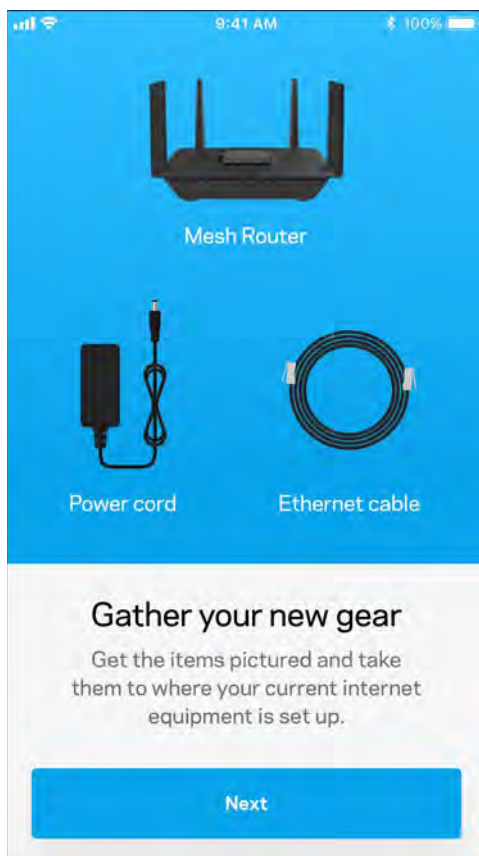 9:41 AM
100%
Mesh Router
Power cord
Ethernet cable
Gather your new gear
Get the items pictured and take
them to where your current internet
equipment is set up.
Next